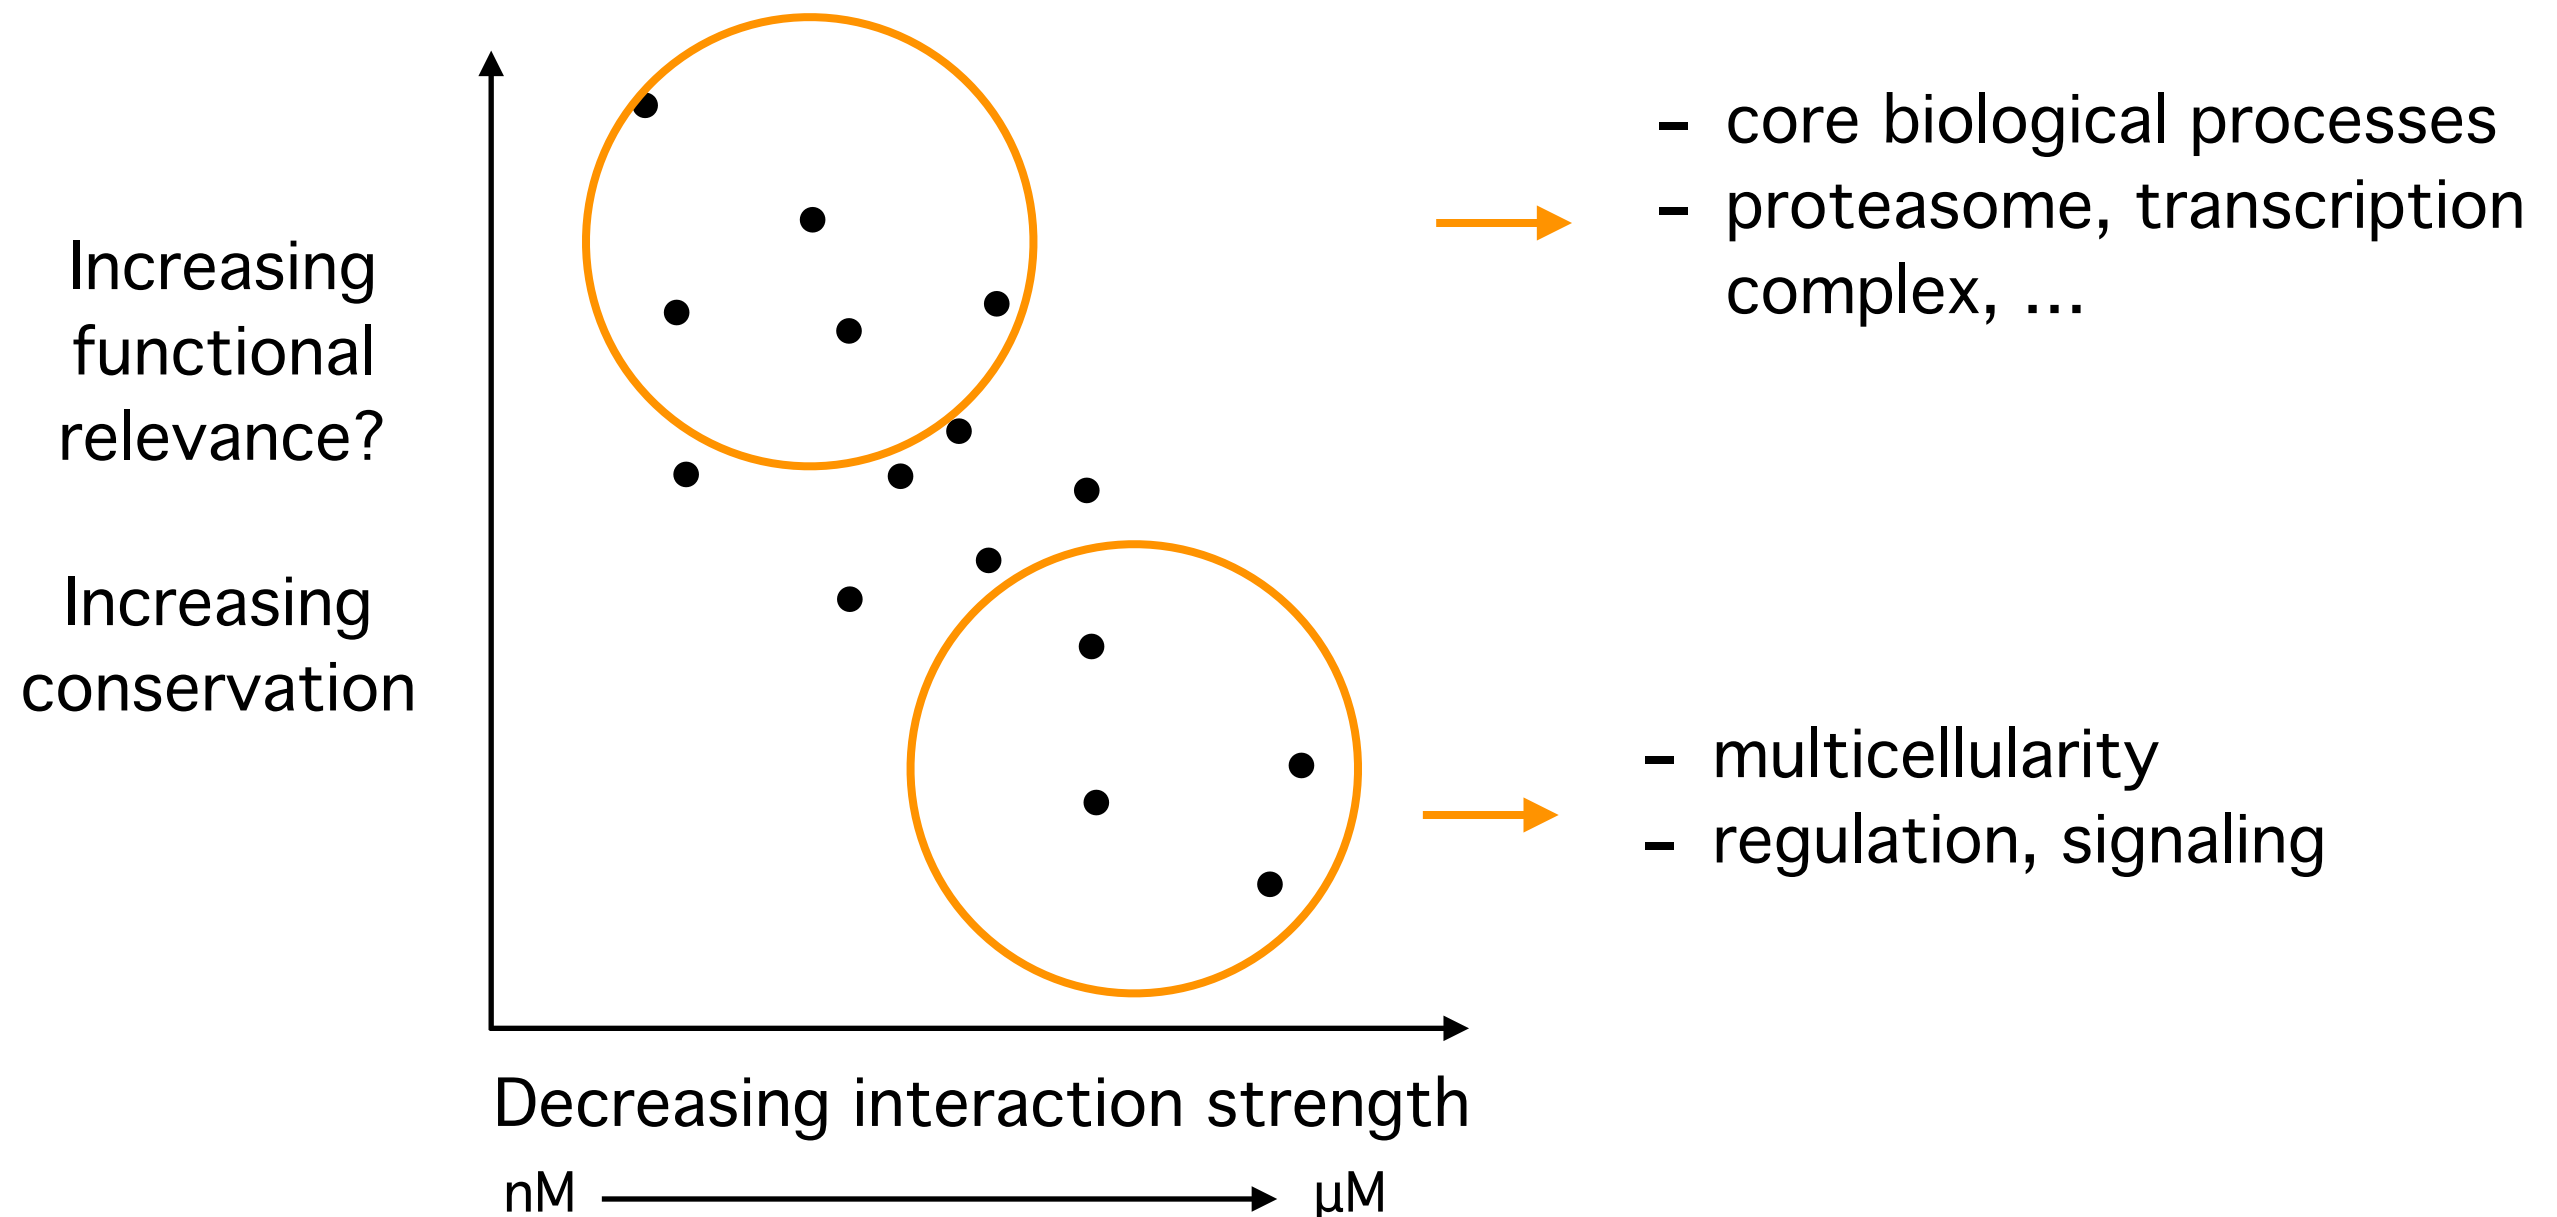 Increasing
functional
relevance?
Increasing
conservation
– core biological processes
– proteasome, transcription
complex, ...
– multicellularity
– regulation, signaling
Decreasing interaction strength
nM
μM